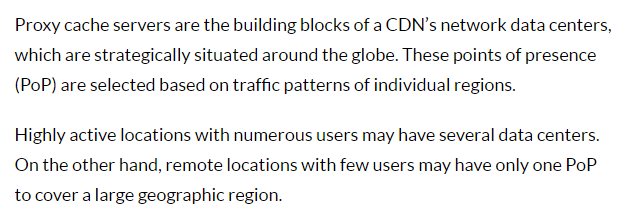 Proxy cache servers are the building blocks of a CDN’s network data centers,
which are strategically situated around the globe. These points of presence
(PoP) are selected based on traffic patterns of individual regions.
Highly active locations with numerous users may have several data centers.
On the other hand, remote locations with few users may have only one PoP
to cover a large geographic region.